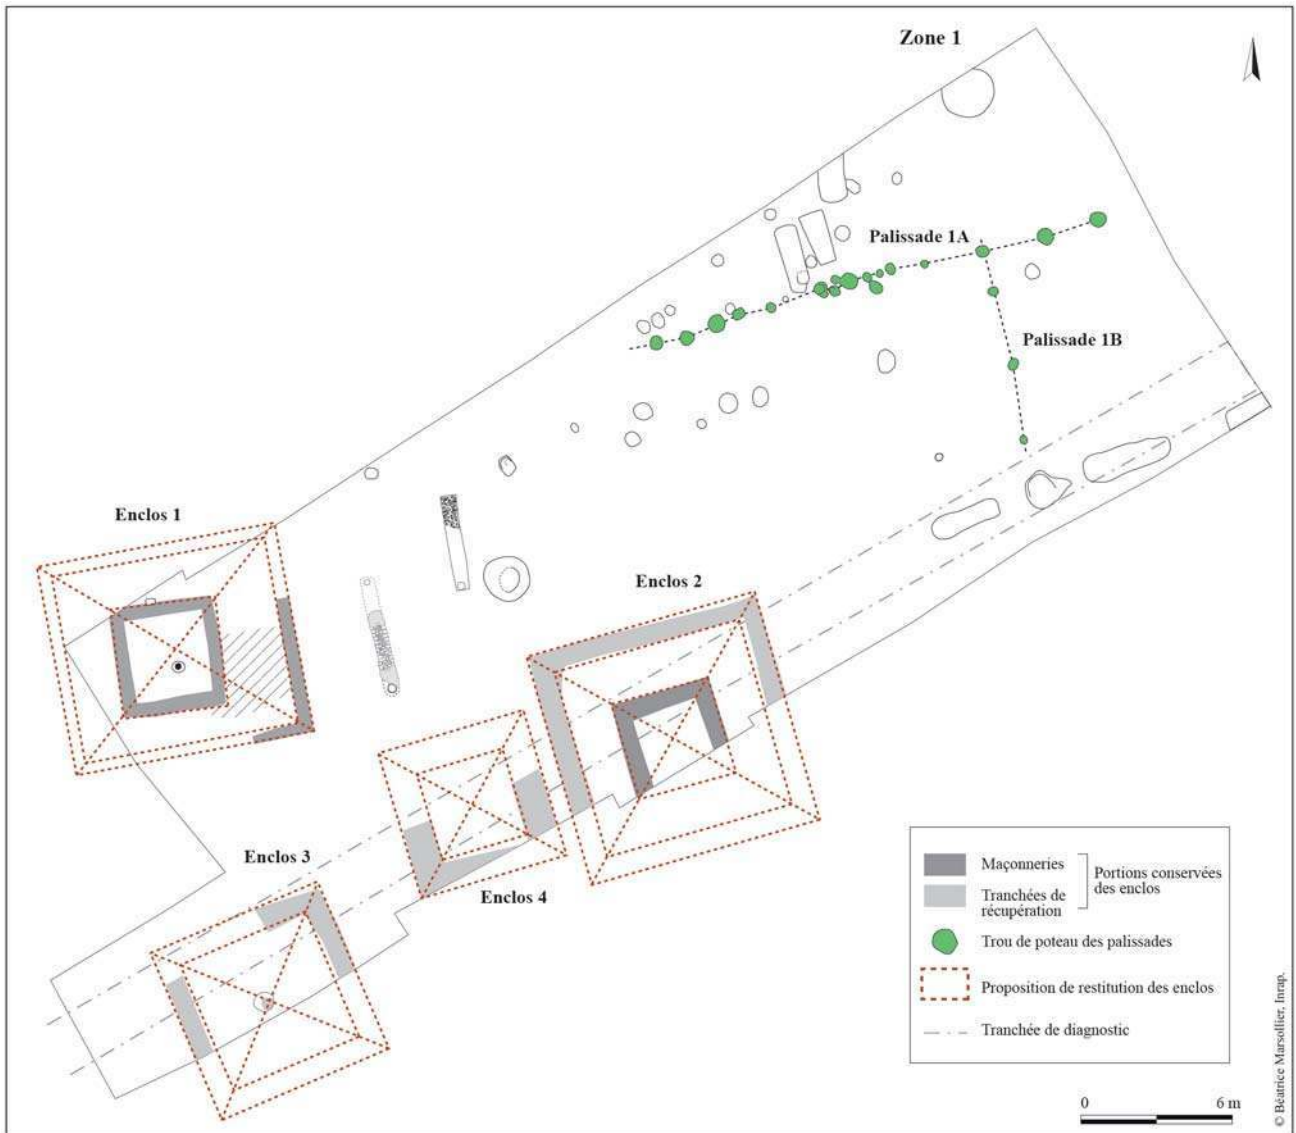 Zone 1
Palissade 1A
Palissade 1B
Enclos 1
Enclos 2
Enclos 3
Enclos 4
Maçonneries
Tranchées de
récupération
Portions conservées
des enclos
Trou de poteau des palissades
Proposition de restitution des enclos
Tranchée de diagnostic
0 6 m
© Béatrice Marsollier, Inrap.